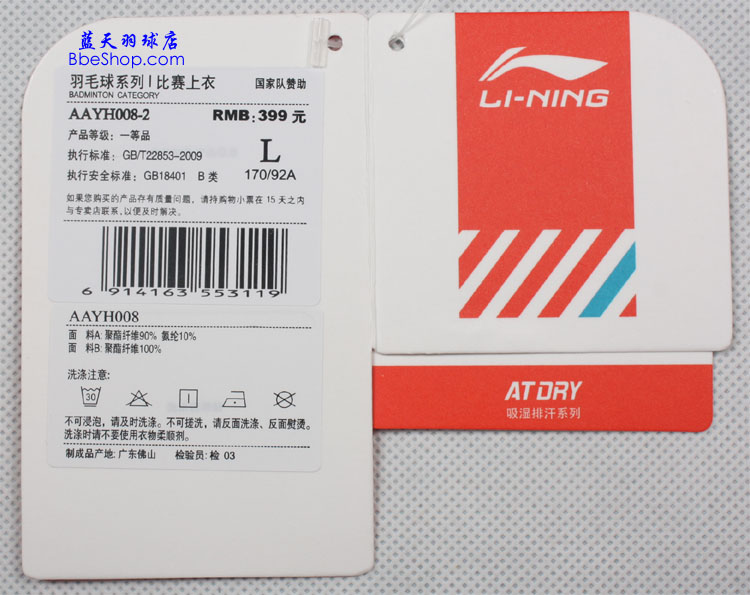 蓝天羽球店
BbeShop.com
羽毛球系列 | 比赛上衣 国家队赞助
BADMINTON CATEGORY
AAYH008-2 RMB: 399 元
产品等级: 一等品
执行标准: GB/T22853-2009 L
执行安全标准: GB18401 B 类 170/92A
如果您购买的产品存有质量问题，请持购物小票在 15 天之内
与专卖店联系,以便及时解决。
6 914163 553119
AAYH008
面 料A: 聚酯纤维90% 氨纶10%
面 料B: 聚酯纤维100%
洗涤注意:
30
不可浸泡，请及时洗涤。不可搓洗，请反面洗涤、反面熨烫。
洗涤时请不要使用衣物柔顺剂。
制成品产地: 广东佛山 检验员: 检 03
LI-NING
AT DRY
吸湿排汗系列